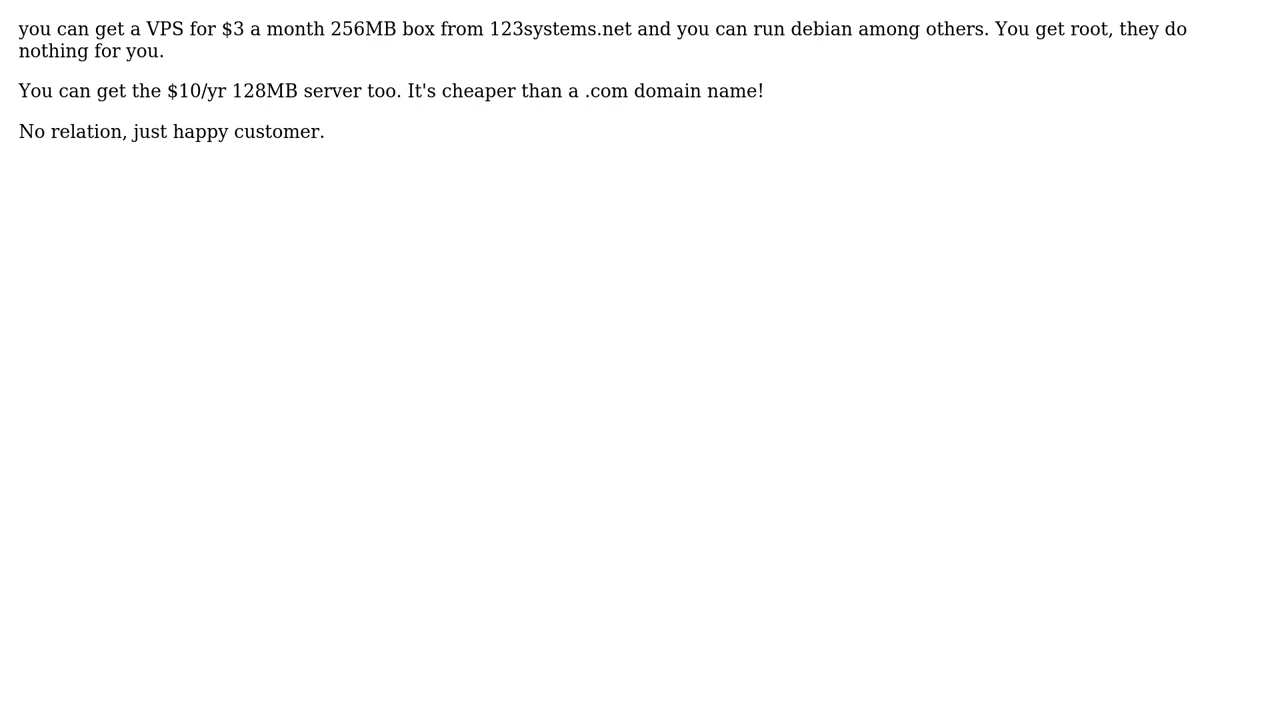 you can get a VPS for $3 a month 256MB box from 123systems.net and you can run debian among others. You get root, they do
nothing for you.
You can get the $10/yr 128MB server too. It's cheaper than a .com domain name!
No relation, just happy customer.